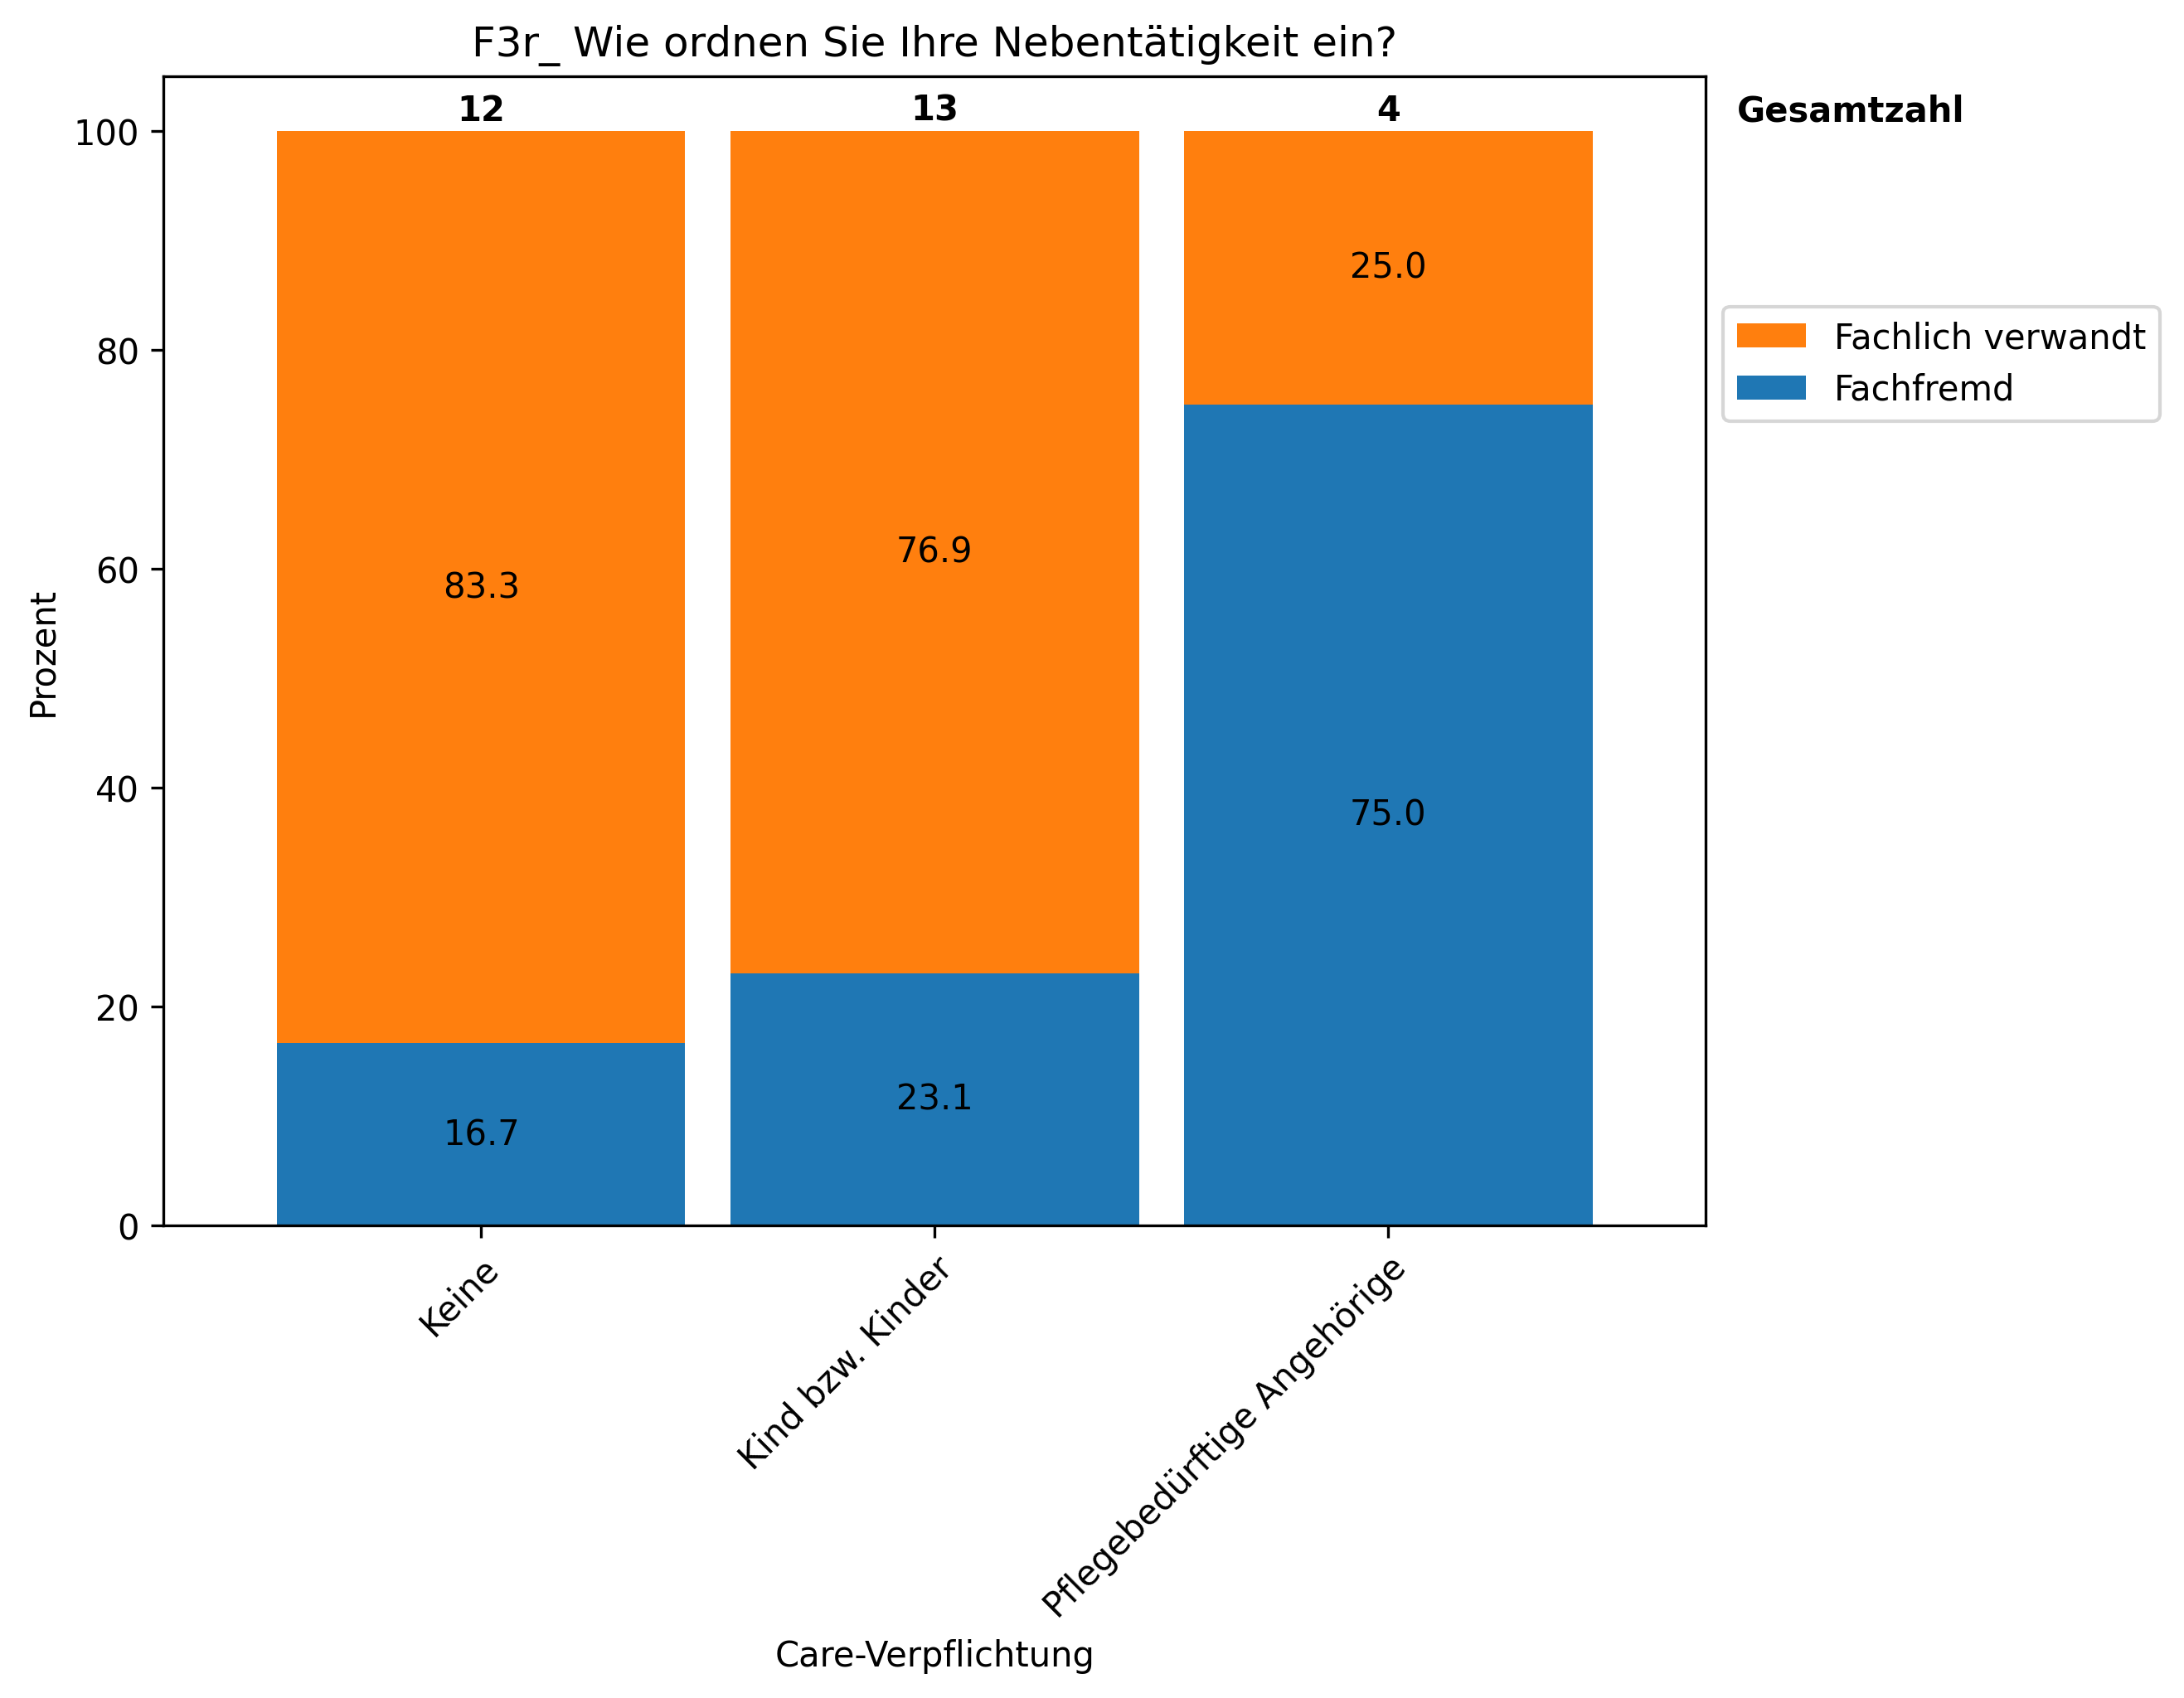 F3r_ Wie ordnen Sie Ihre Nebentätigkeit ein?
12
13
4
Gesamtzahl
100
80
60
40
20
0
Prozent
83.3
76.9
25.0
16.7
23.1
75.0
Fachlich verwandt
Fachfremd
Keine
Kind bzw. Kinder
Pflegebedürftige Angehörige
Care-Verpflichtung